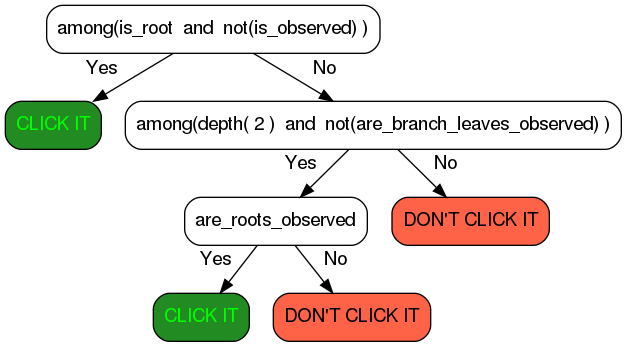 among(is_root and not(is_observed) )
Yes
No
CLICK IT
among(depth( 2 ) and not(are_branch_leaves_observed) )
Yes
No
are_roots_observed
DON'T CLICK IT
Yes
No
CLICK IT
DON'T CLICK IT